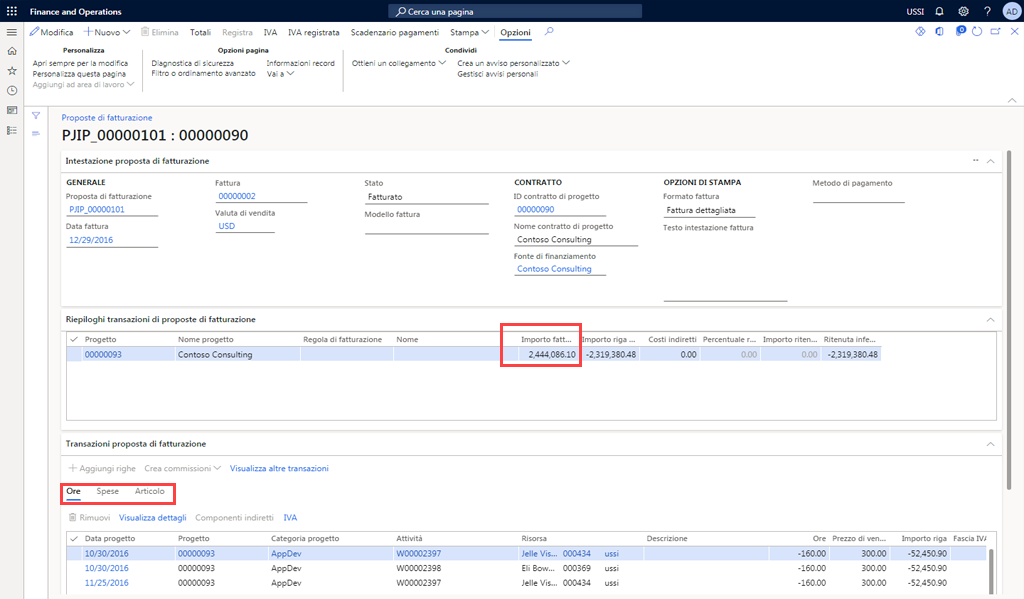 Finance and Operations
Cerca una pagina
USSI
?
AD
Modifica
Nuovo
Elimina
Totali
Registra
IVA
IVA registrata
Scadenzario pagamenti
Stampa
Opzioni
0
Personalizza
Apri sempre per la modifica
Personalizza questa pagina
Aggiungi ad area di lavoro
Opzioni pagina
Diagnostica di sicurezza
Filtro o ordinamento avanzato
Informazioni record
Vai a
Condividi
Ottieni un collegamento
Crea un avviso personalizzato
Gestisci avvisi personali
Proposte di fatturazione
PJIP_00000101 : 00000090
Intestazione proposta di fatturazione
GENERALE
Proposta di fatturazione
PJIP_00000101
Data fattura
12/29/2016
Fattura
00000002
Valuta di vendita
USD
Stato
Fatturato
Modello fattura
CONTRATTO
ID contratto di progetto
00000090
Nome contratto di progetto
Contoso Consulting
Fonte di finanziamento
Contoso Consulting
OPZIONI DI STAMPA
Formato fattura
Fattura dettagliata
Testo intestazione fattura
Metodo di pagamento
Riepiloghi transazioni di proposte di fatturazione
Progetto Nome progetto Regola di fatturazione Nome Importo fatt... Importo riga ... Costi indiretti Percentuale r... Importo riten... Ritenuta infe...
00000093 Contoso Consulting 2,444,086.10 -2,319,380.48 0.00 0.00 0.00 -2,319,380.48
Transazioni proposta di fatturazione
Aggiungi righe Crea commissioni Visualizza altre transazioni
Ore Spese Articolo
Rimuovi Visualizza dettagli Componenti indiretti IVA
Data progetto Progetto Categoria progetto Attività Risorsa Descrizione Ore Prezzo di ven... Importo riga Fascia IVA
10/30/2016 00000093 AppDev W00002397 Jelle Vis... 000434 ussi -160.00 300.00 -52,450.90
10/30/2016 00000093 AppDev W00002398 Eli Bow... 000369 ussi -160.00 300.00 -52,450.90
11/25/2016 00000093 AppDev W00002397 Jelle Vis... 000434 ussi -160.00 300.00 -52,450.90